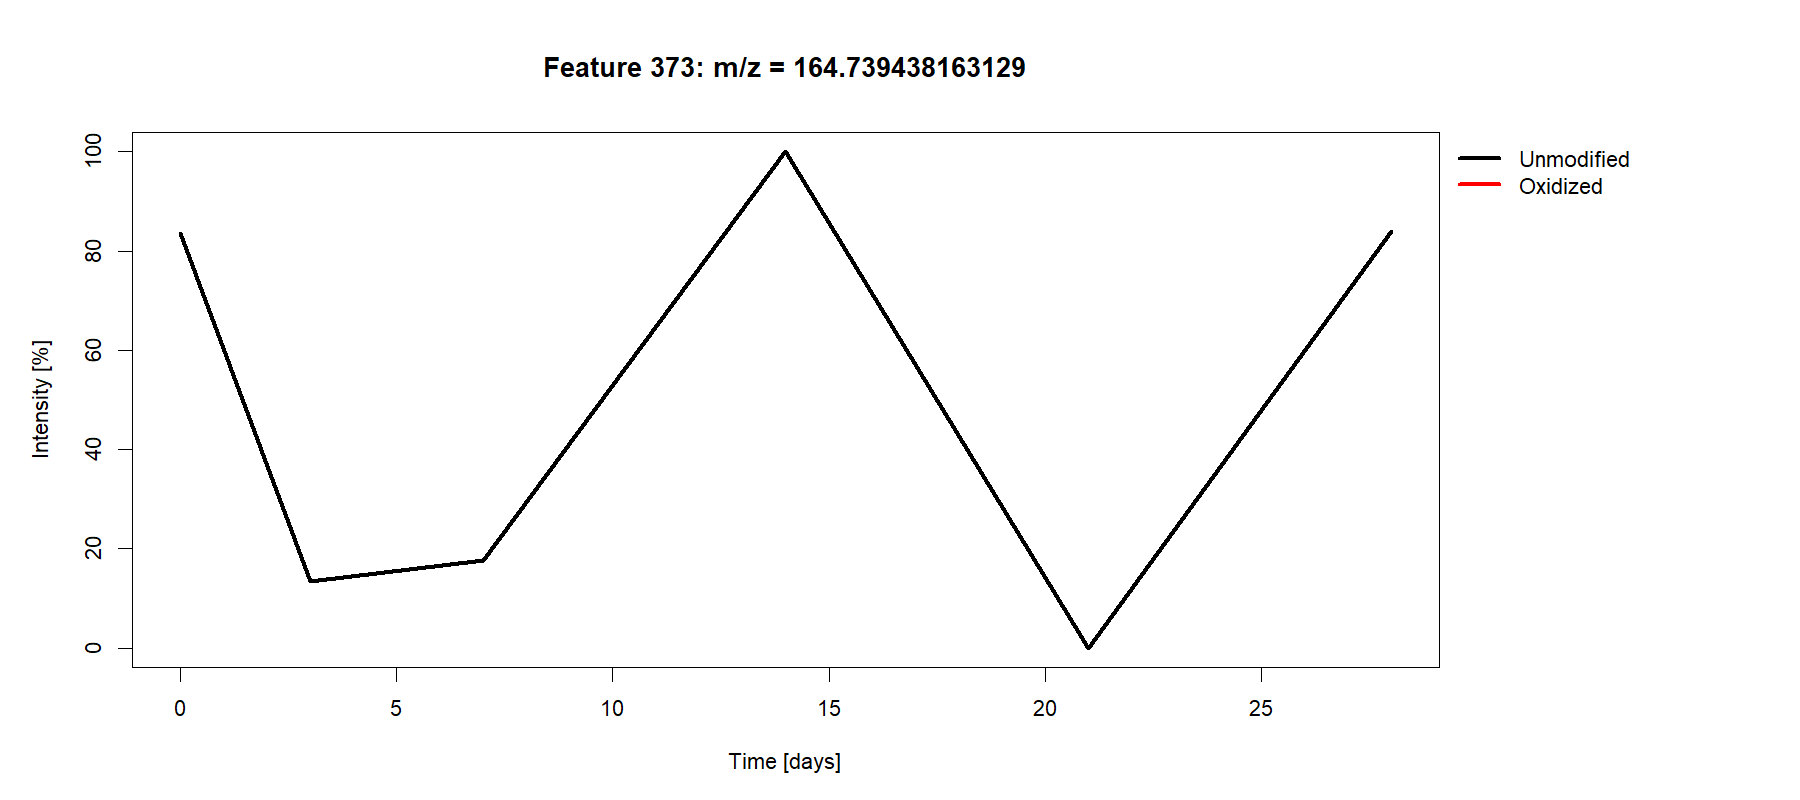 Feature 373: m/z = 164.739438163129
Unmodified
Oxidized
Intensity [%]
100
80
60
40
20
0
0 5 10 15 20 25
Time [days]